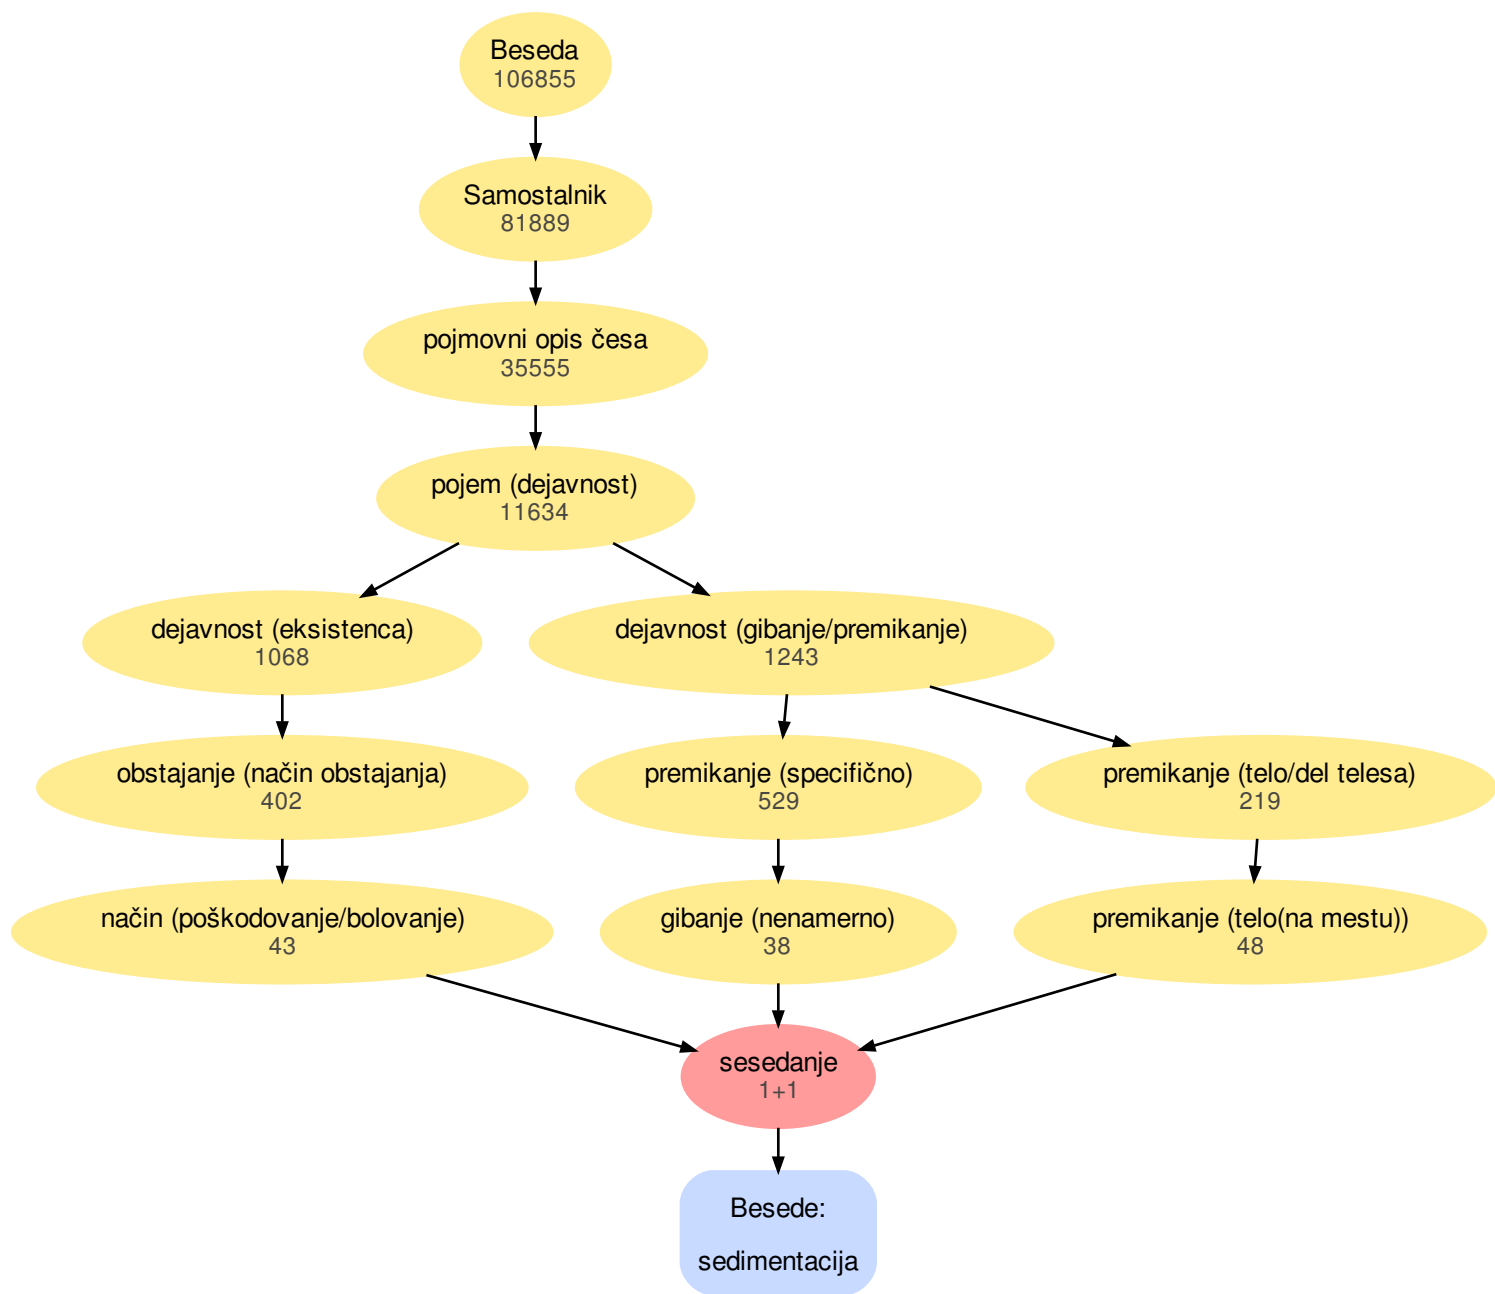 Beseda
106855
Samostalnik
81889
pojmovni opis česa
35555
pojem (dejavnost)
11634
dejavnost (eksistenca)
1068
dejavnost (gibanje/premikanje)
1243
obstajanje (način obstajanja)
402
premikanje (specifično)
529
premikanje (telo/del telesa)
219
način (poškodovanje/bolovanje)
43
gibanje (nenamerno)
38
premikanje (telo(na mestu))
48
sesedanje
1+1
Besede:
sedimentacija